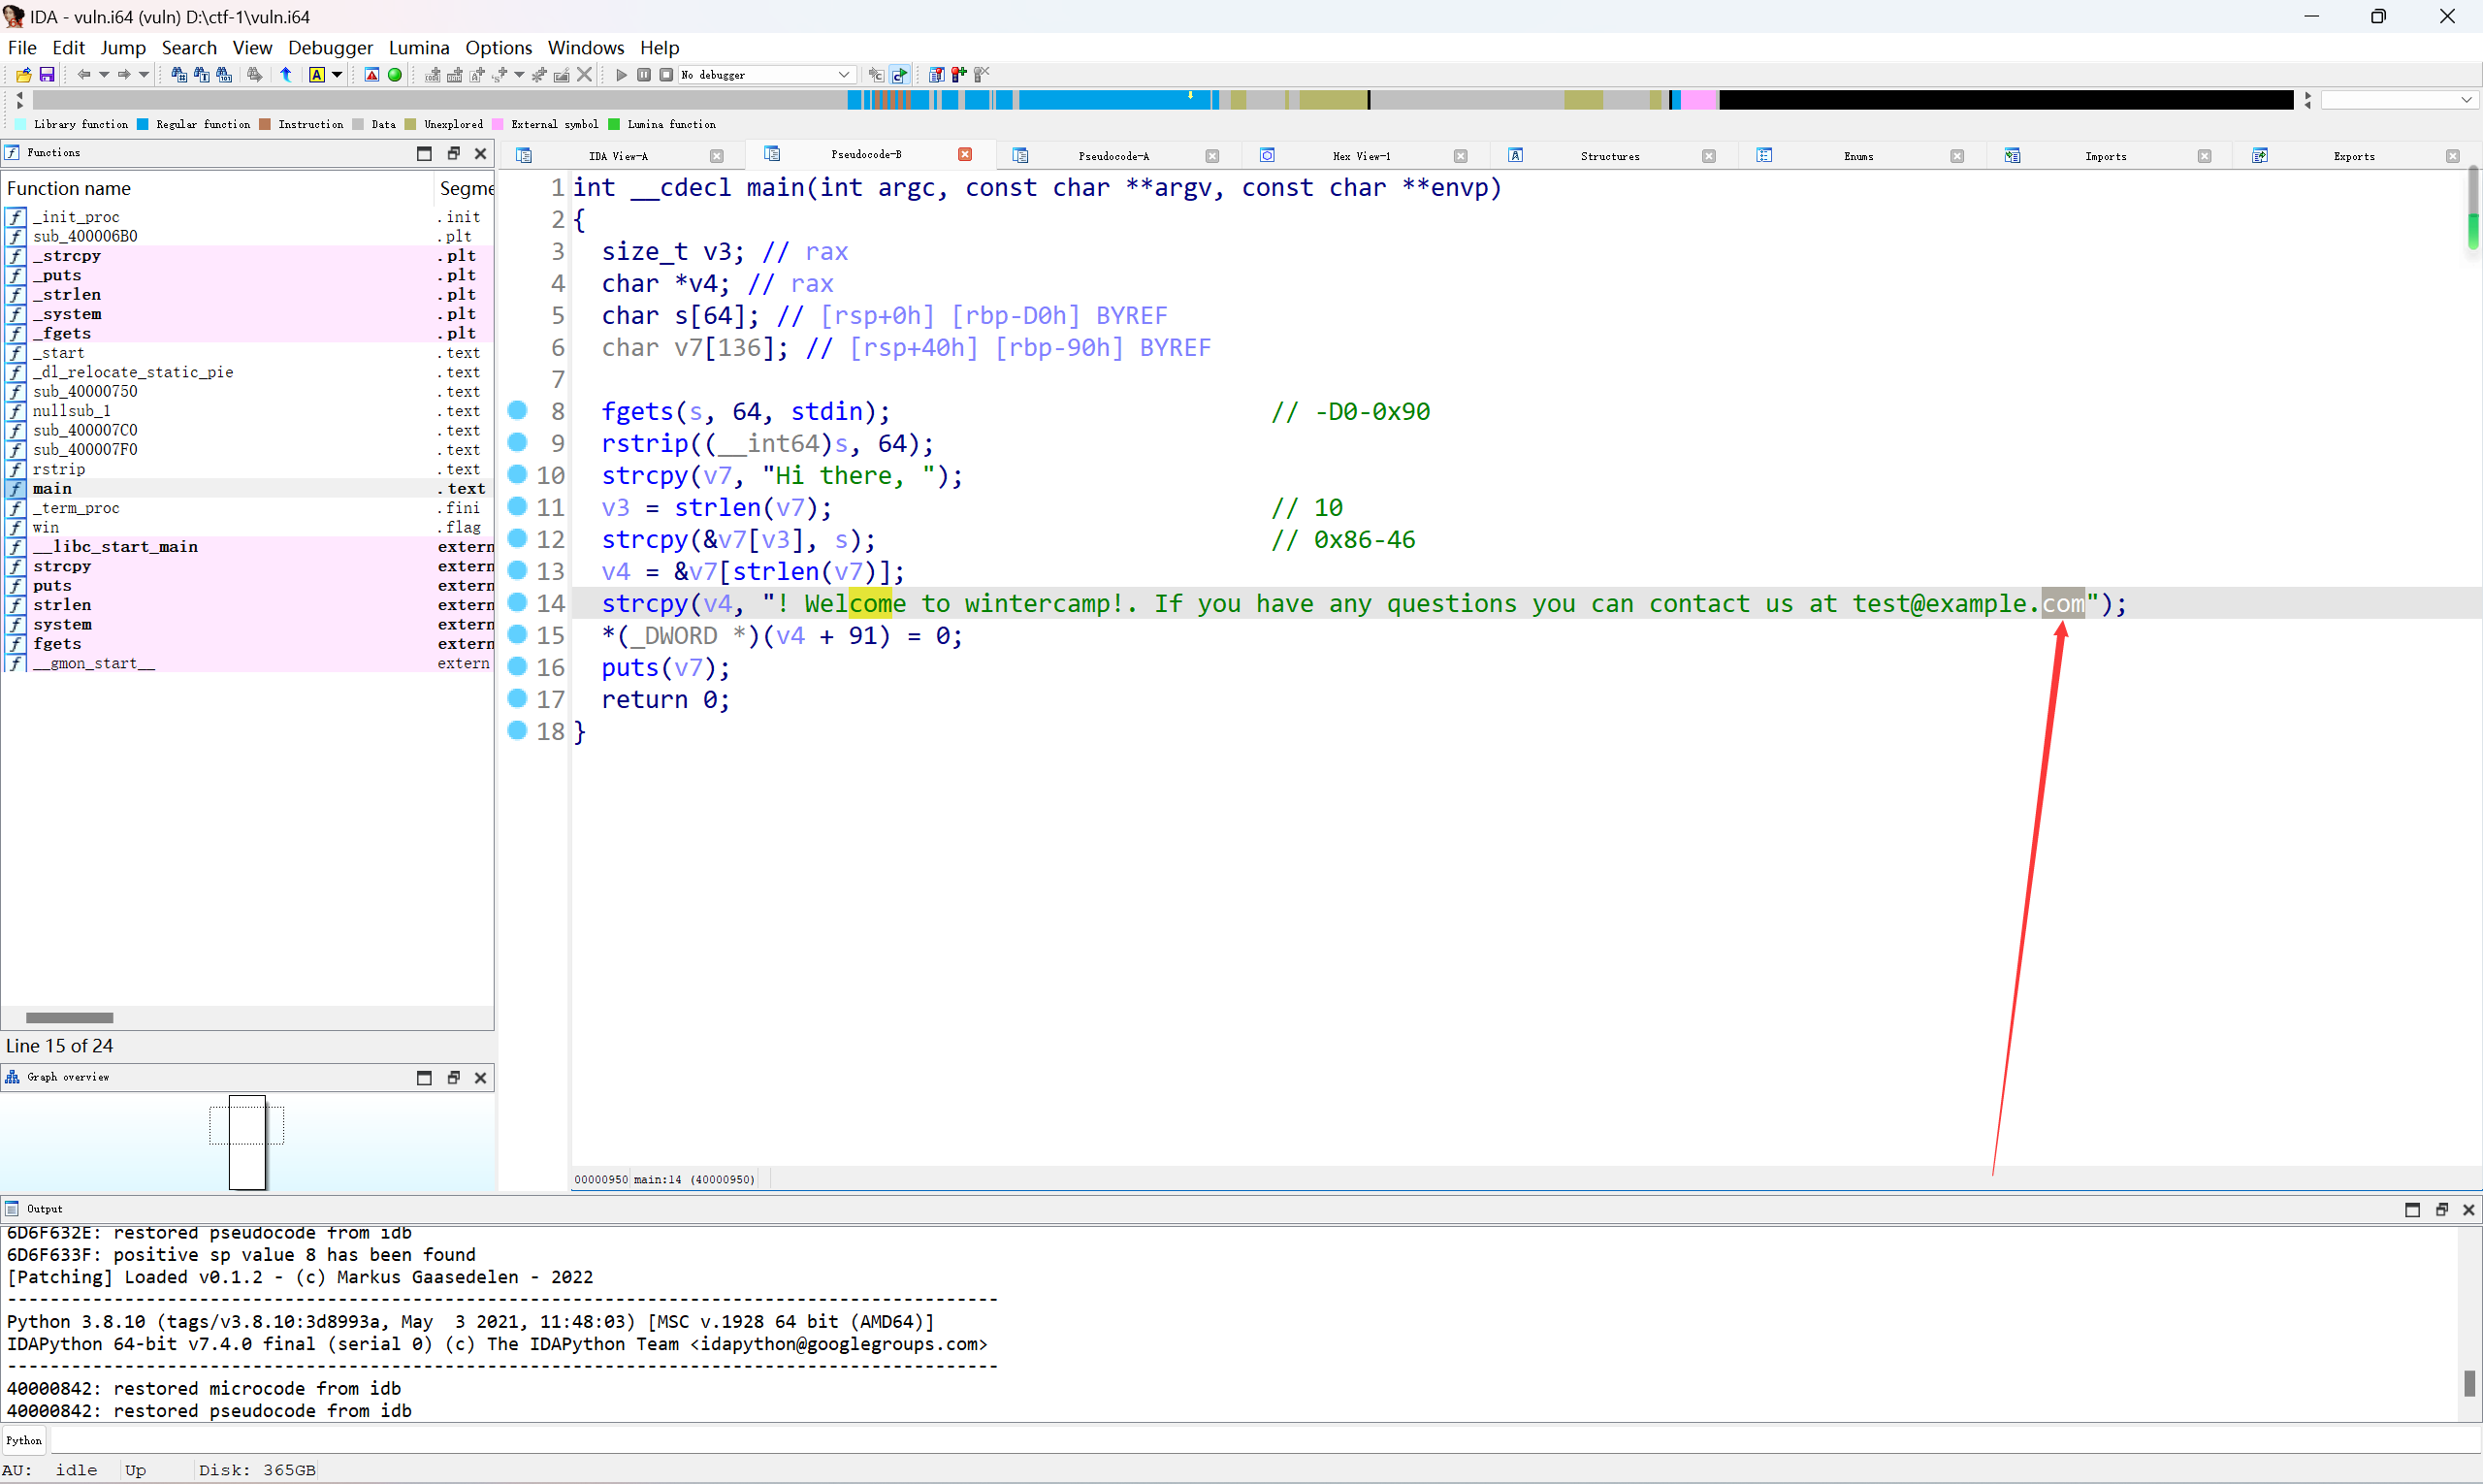 IDA - vuln.i64 (vuln) D:\ctf-1\vuln.i64
File Edit Jump Search View Debugger Lumina Options Windows Help
No debugger
Library function Regular function Instruction Data Unexplored External symbol Lumina function
Functions
IDA View-A Pseudocode-B Pseudocode-A Hex View-1 Structures Enums Imports Exports
Function name Segme
_init_proc .init
sub_400006B0 .plt
_strcpy .plt
_puts .plt
_strlen .plt
_system .plt
_fgets .plt
_start .text
_dl_relocate_static_pie .text
sub_40000750 .text
nullsub_1 .text
sub_400007C0 .text
sub_400007F0 .text
rstrip .text
main .text
_term_proc .fini
win .flag
__libc_start_main extern
strcpy extern
puts extern
strlen extern
system extern
fgets extern
__gmon_start__ extern
Line 15 of 24
Graph overview
1 int __cdecl main(int argc, const char **argv, const char **envp)
2 {
3 size_t v3; // rax
4 char *v4; // rax
5 char s[64]; // [rsp+0h] [rbp-D0h] BYREF
6 char v7[136]; // [rsp+40h] [rbp-90h] BYREF
7
8 fgets(s, 64, stdin); // -D0-0x90
9 rstrip((__int64)s, 64);
10 strcpy(v7, "Hi there, ");
11 v3 = strlen(v7); // 10
12 strcpy(&v7[v3], s); // 0x86-46
13 v4 = &v7[strlen(v7)];
14 strcpy(v4, "! Welcome to wintercamp!. If you have any questions you can contact us at test@example.com");
15 *(_DWORD *)(v4 + 91) = 0;
16 puts(v7);
17 return 0;
18 }
00000950 main:14 (40000950)
Output
6D6F632E: restored pseudocode from idb
6D6F633F: positive sp value 8 has been found
[Patching] Loaded v0.1.2 - (c) Markus Gaasedelen - 2022
---------------------------------------------------------------------------------------------
Python 3.8.10 (tags/v3.8.10:3d8993a, May  3 2021, 11:48:03) [MSC v.1928 64 bit (AMD64)]
IDAPython 64-bit v7.4.0 final (serial 0) (c) The IDAPython Team <idapython@googlegroups.com>
---------------------------------------------------------------------------------------------
40000842: restored microcode from idb
40000842: restored pseudocode from idb
Python
AU: idle Up Disk: 365GB